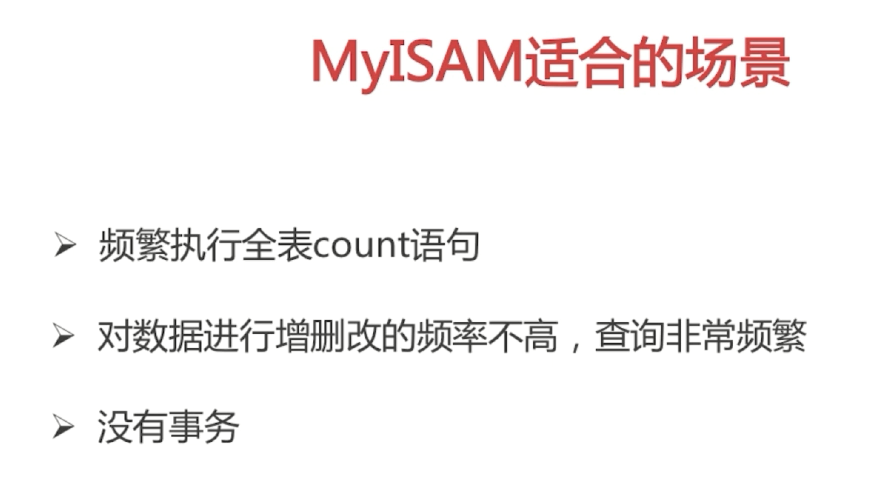 MyISAM适合的场景
频繁执行全表count语句
对数据进行增删改的频率不高，查询非常频繁
没有事务